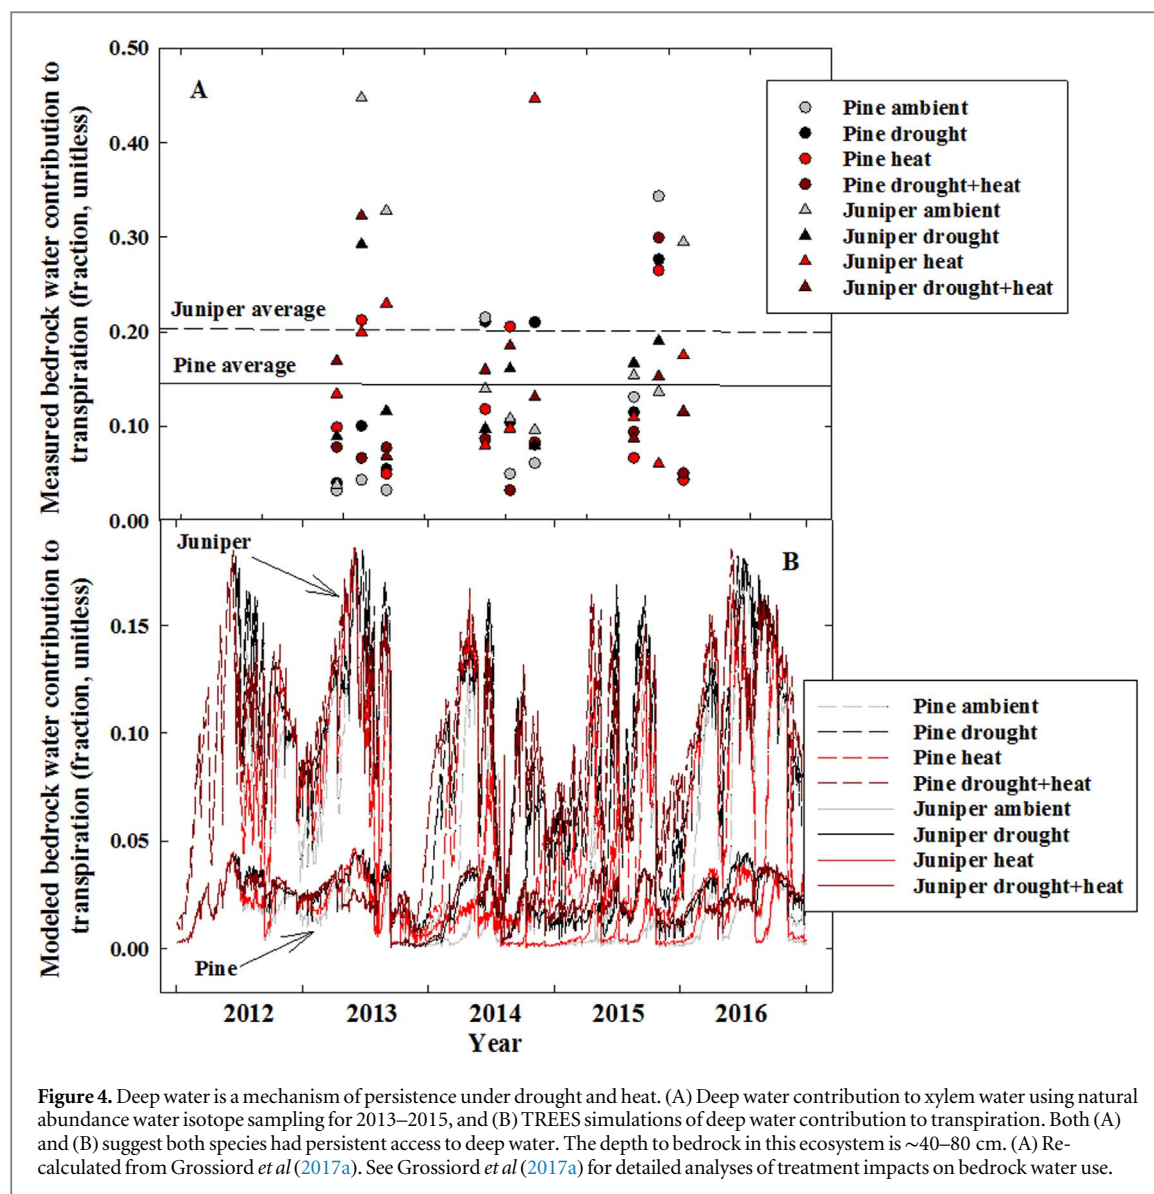 Measured bedrock water contribution to
transpiration (fraction, unitless)
0.50
0.40
0.30
0.20
0.10
0.00
A
Juniper average
Pine average
Pine ambient
Pine drought
Pine heat
Pine drought+heat
Juniper ambient
Juniper drought
Juniper heat
Juniper drought+heat
Modeled bedrock water contribution to
transpiration (fraction, unitless)
0.15
0.10
0.05
0.00
Juniper
B
Pine
Pine ambient
Pine drought
Pine heat
Pine drought+heat
Juniper ambient
Juniper drought
Juniper heat
Juniper drought+heat
2012 2013 2014 2015 2016
Year
Figure 4. Deep water is a mechanism of persistence under drought and heat. (A) Deep water contribution to xylem water using natural
abundance water isotope sampling for 2013–2015, and (B) TREES simulations of deep water contribution to transpiration. Both (A)
and (B) suggest both species had persistent access to deep water. The depth to bedrock in this ecosystem is ~40–80 cm. (A) Re-
calculated from Grossiord et al (2017a). See Grossiord et al (2017a) for detailed analyses of treatment impacts on bedrock water use.